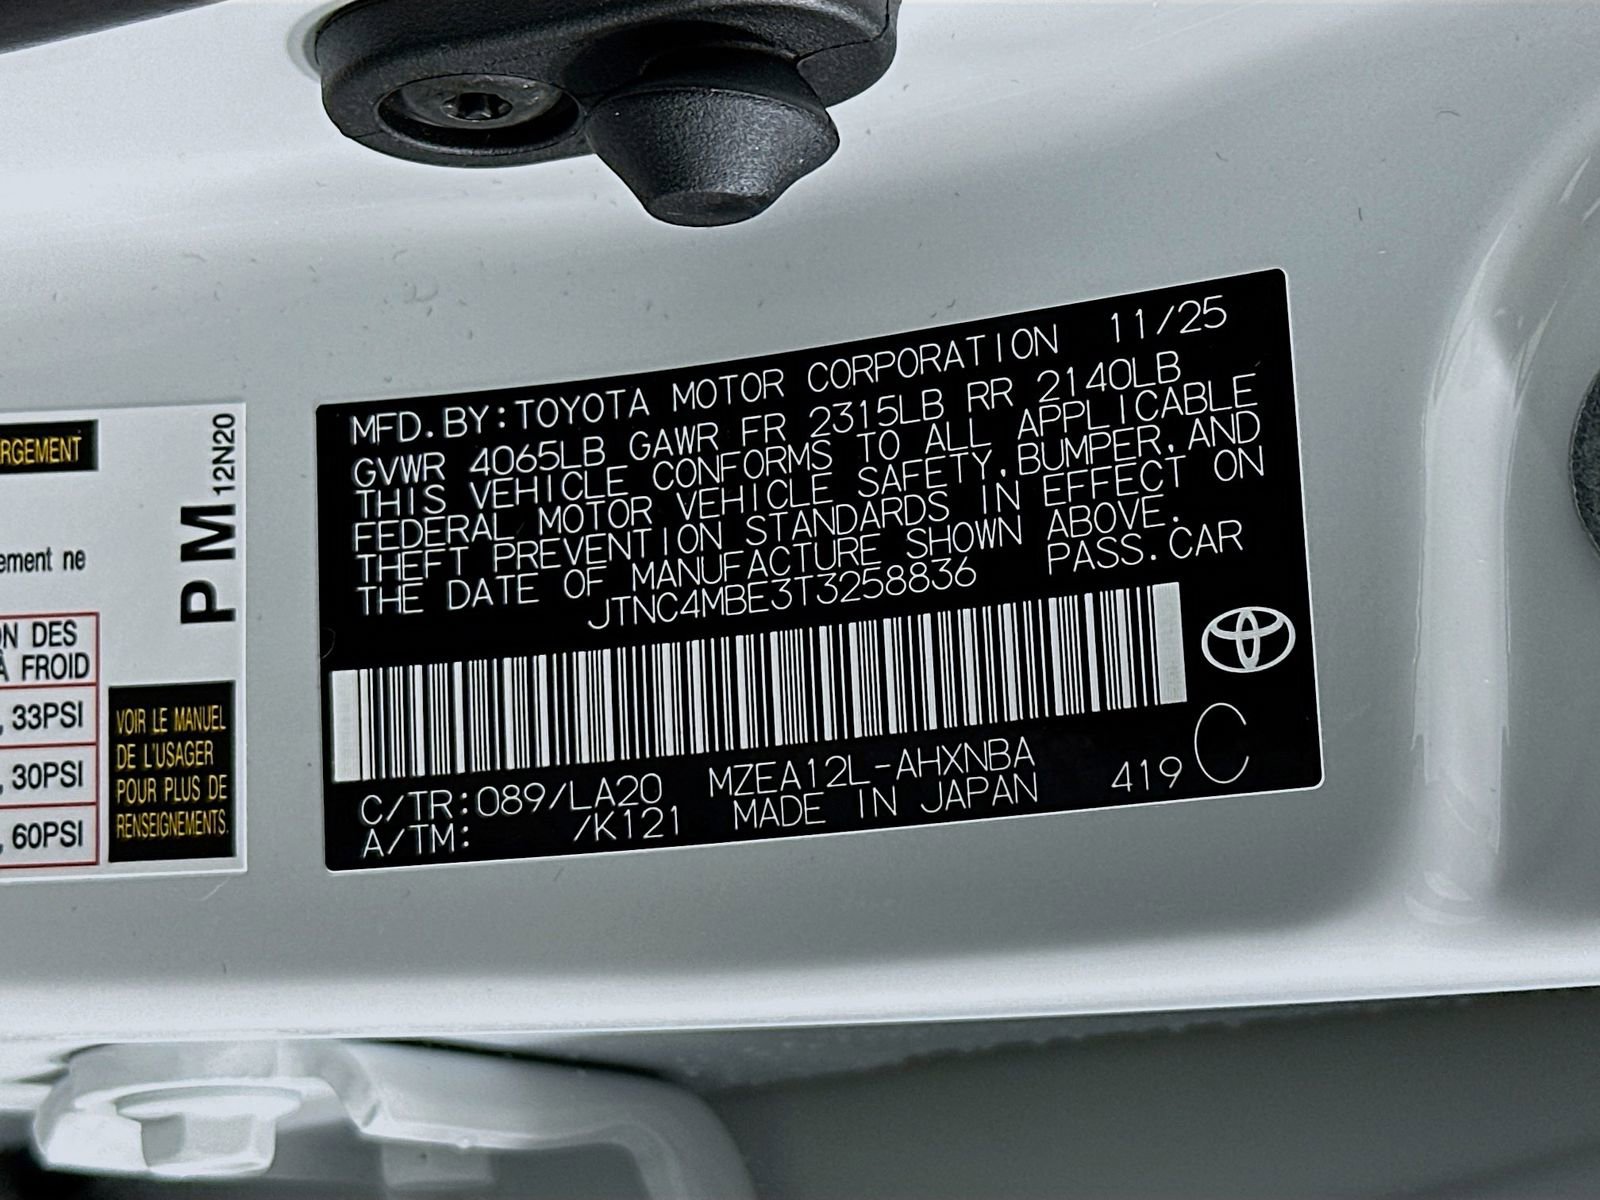 RGEMENT
ement ne
ON DES
À FROID
, 33PSI
, 30PSI
, 60PSI
PM
12N20
VOIR LE MANUEL
DE L'USAGER
POUR PLUS DE
RENSEIGNEMENTS.
MFD.BY:TOYOTA MOTOR CORPORATION 11/25
GVWR 4065LB GAWR FR 2315LB RR 2140LB
THIS VEHICLE CONFORMS TO ALL APPLICABLE
FEDERAL MOTOR VEHICLE SAFETY,BUMPER,AND
THEFT PREVENTION STANDARDS IN EFFECT ON
THE DATE OF MANUFACTURE SHOWN ABOVE.
JTNC4MBE3T3258836 PASS.CAR
C/TR:089/LA20 MZEA12L-AHXNBA
A/TM: /K121 MADE IN JAPAN 419 C